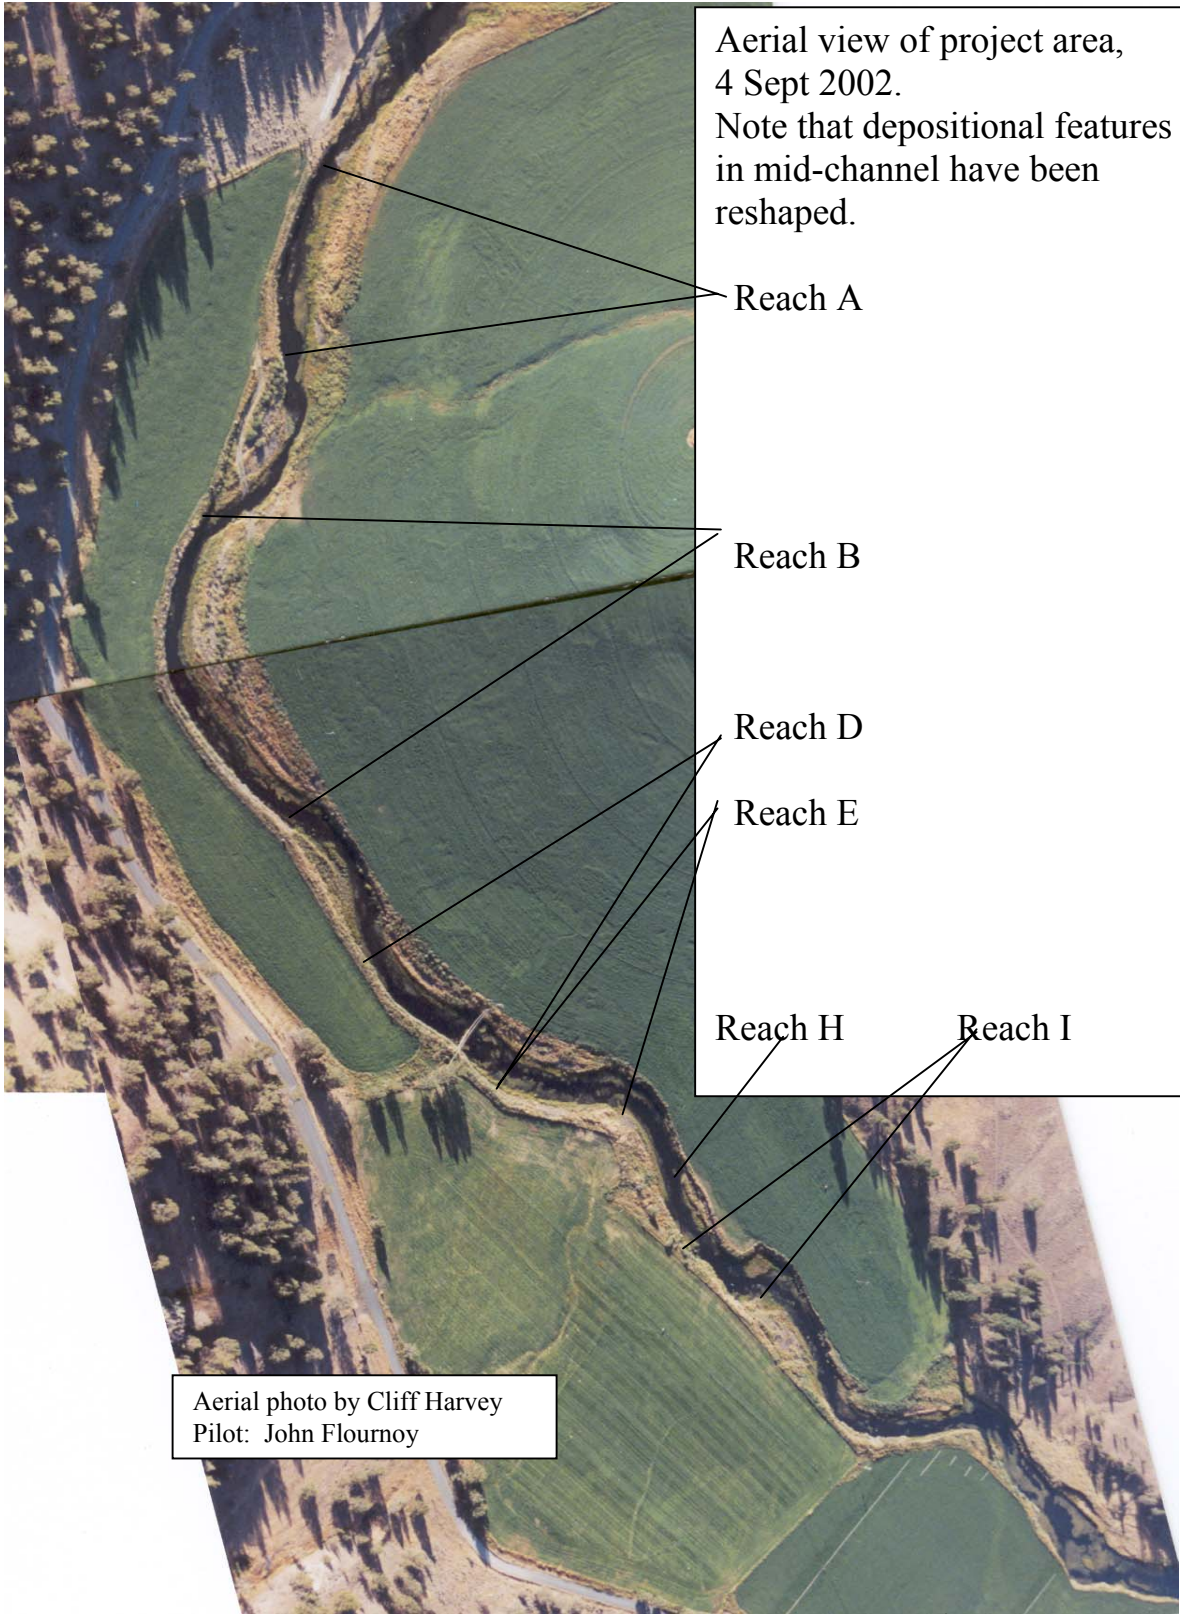 Aerial view of project area,
4 Sept 2002.
Note that depositional features
in mid-channel have been
reshaped.
Reach A
Reach B
Reach D
Reach E
Reach H
Reach I
Aerial photo by Cliff Harvey
Pilot: John Flournoy